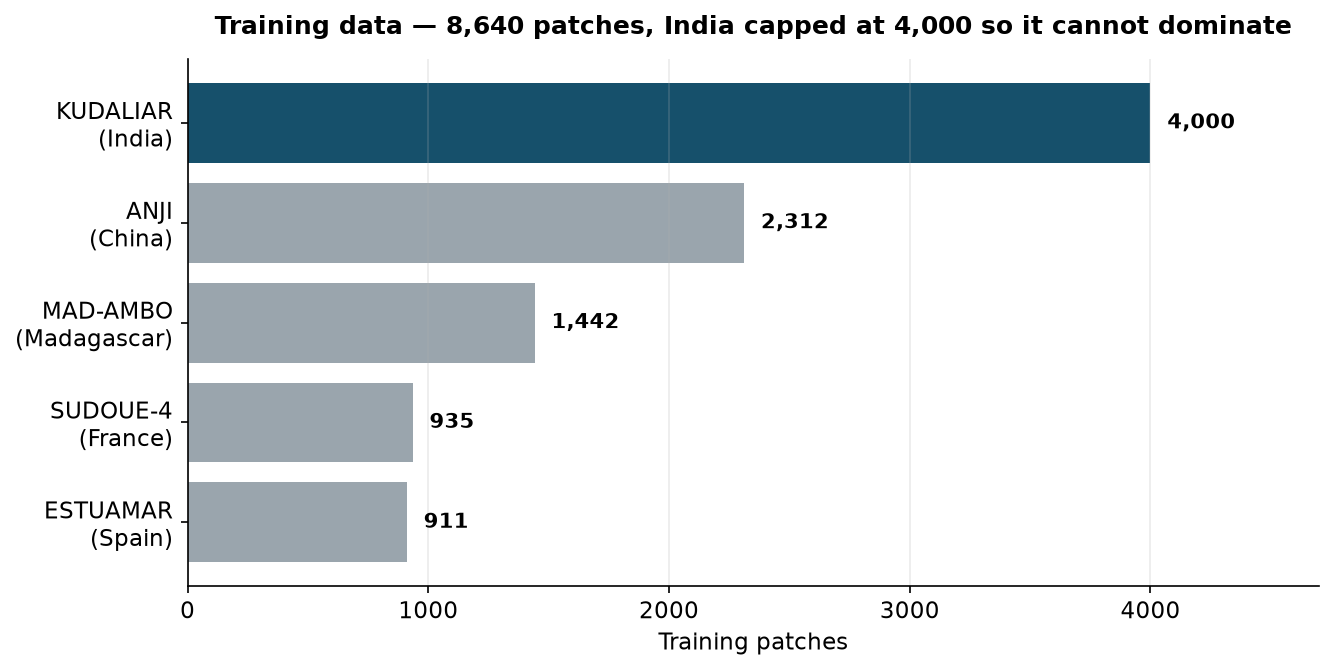 Training data — 8,640 patches, India capped at 4,000 so it cannot dominate
KUDALIAR
(India)
4,000
ANJI
(China)
2,312
MAD-AMBO
(Madagascar)
1,442
SUDOUE-4
(France)
935
ESTUAMAR
(Spain)
911
0 1000 2000 3000 4000
Training patches